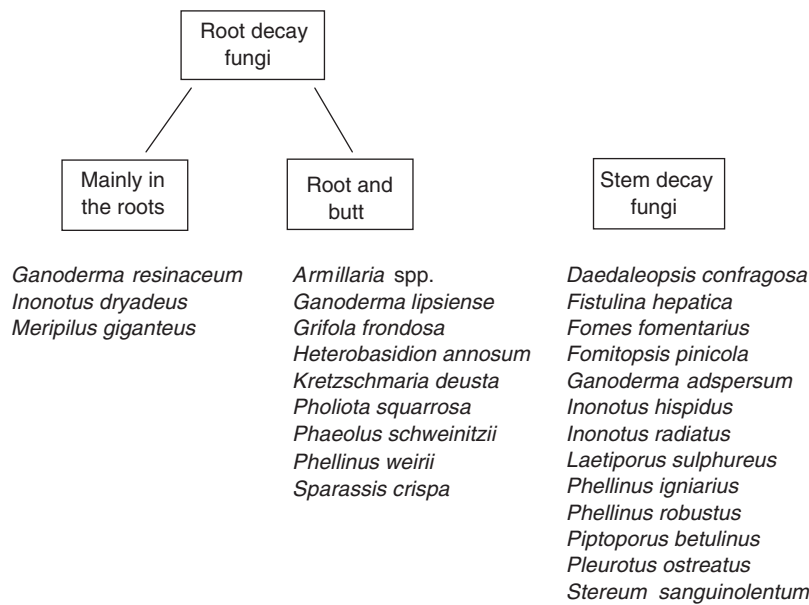 Root decay
fungi
Mainly in
the roots
Root and
butt
Stem decay
fungi
Ganoderma resinaceum
Inonotus dryadeus
Meripilus giganteus
Armillaria spp.
Ganoderma lipsiense
Grifola frondosa
Heterobasidion annosum
Kretzschmaria deusta
Pholiota squarrosa
Phaeolus schweinitzii
Phellinus weirii
Sparassis crispa
Daedaleopsis confragosa
Fistulina hepatica
Fomes fomentarius
Fomitopsis pinicola
Ganoderma adspersum
Inonotus hispidus
Inonotus radiatus
Laetiporus sulphureus
Phellinus igniarius
Phellinus robustus
Piptoporus betulinus
Pleurotus ostreatus
Stereum sanguinolentum